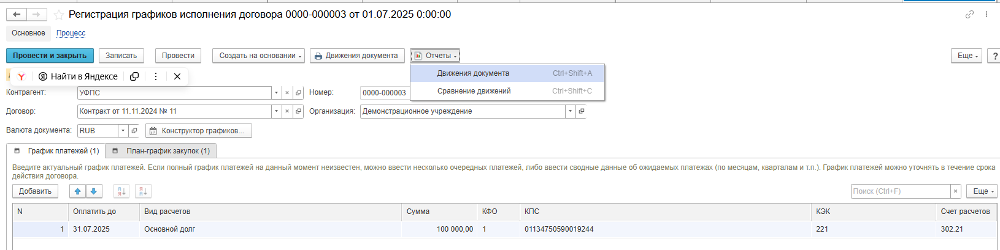 Регистрация графиков исполнения договора 0000-000003 от 01.07.2025 0:00:00
Основное Процесс
Провести и закрыть Записать Провести Создать на основании Движения документа Отчеты Еще ?
Движения документа Ctrl+Shift+A
Найти в Яндексе
Сравнение движений Ctrl+Shift+C
Контрагент: УФПС Номер: 0000-000003
Договор: Контракт от 11.11.2024 № 11 Организация: Демонстрационное учреждение
Валюта документа: RUB Конструктор графиков...
График платежей (1) План-график закупок (1)
Введите актуальный график платежей. Если полный график платежей на данный момент неизвестен, можно ввести несколько очередных платежей, либо ввести сводные данные об ожидаемых платежах (по месяцам, кварталам и т.п.). График платежей можно уточнять в течение срока
действия договора.
Добавить Поиск (Ctrl+F) Еще
N Оплатить до Вид расчетов Сумма КФО КПС КЭК Счет расчетов
1 31.07.2025 Основной долг 100 000,00 1 01134750590019244 221 302.21